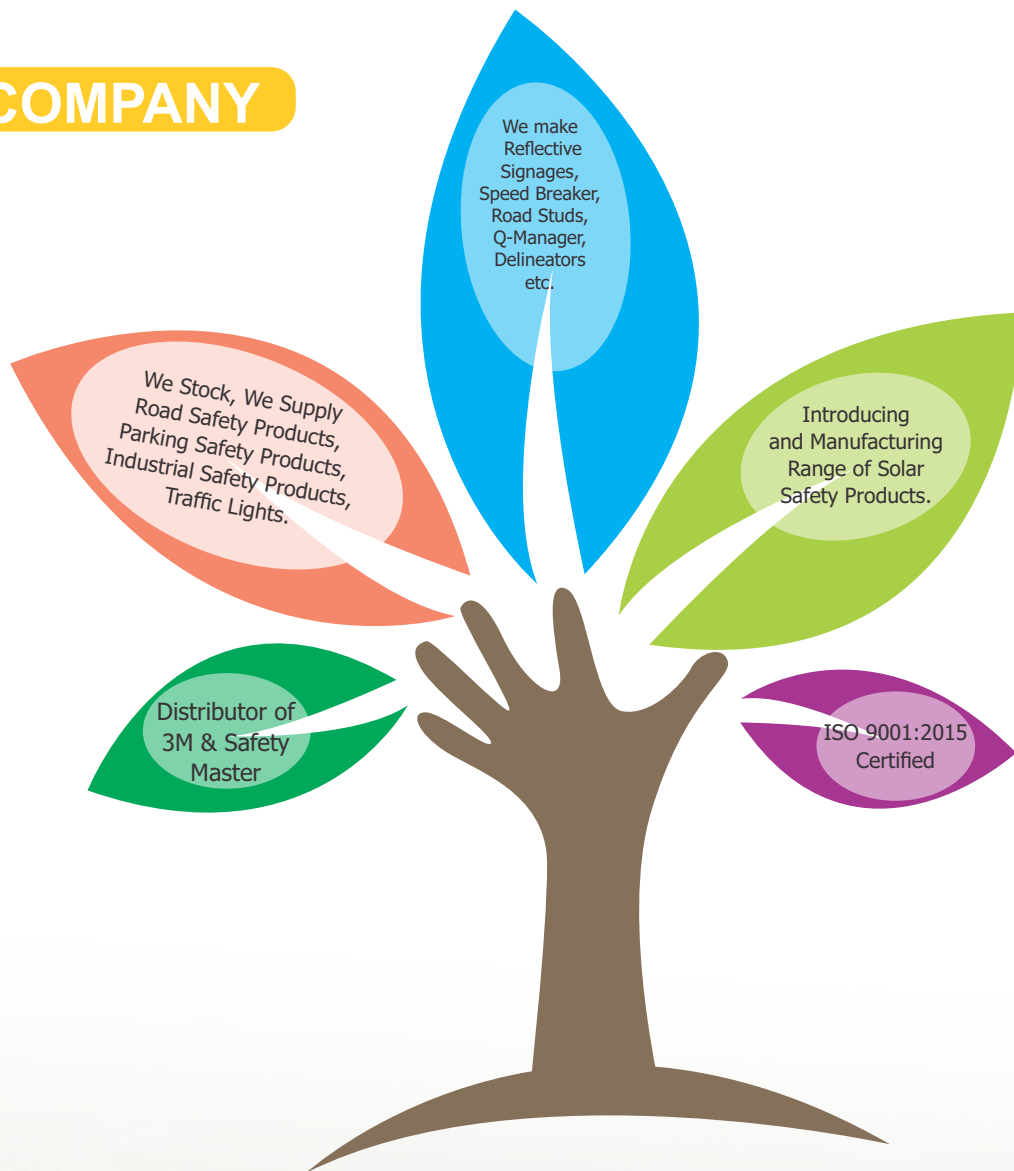 COMPANY
We make
Reflective
Signages,
Speed Breaker,
Road Studs,
Q-Manager,
Delineators
etc.
We Stock, We Supply
Road Safety Products,
Parking Safety Products,
Industrial Safety Products,
Traffic Lights.
Introducing
and Manufacturing
Range of Solar
Safety Products.
Distributor of
3M & Safety
Master
ISO 9001:2015
Certified